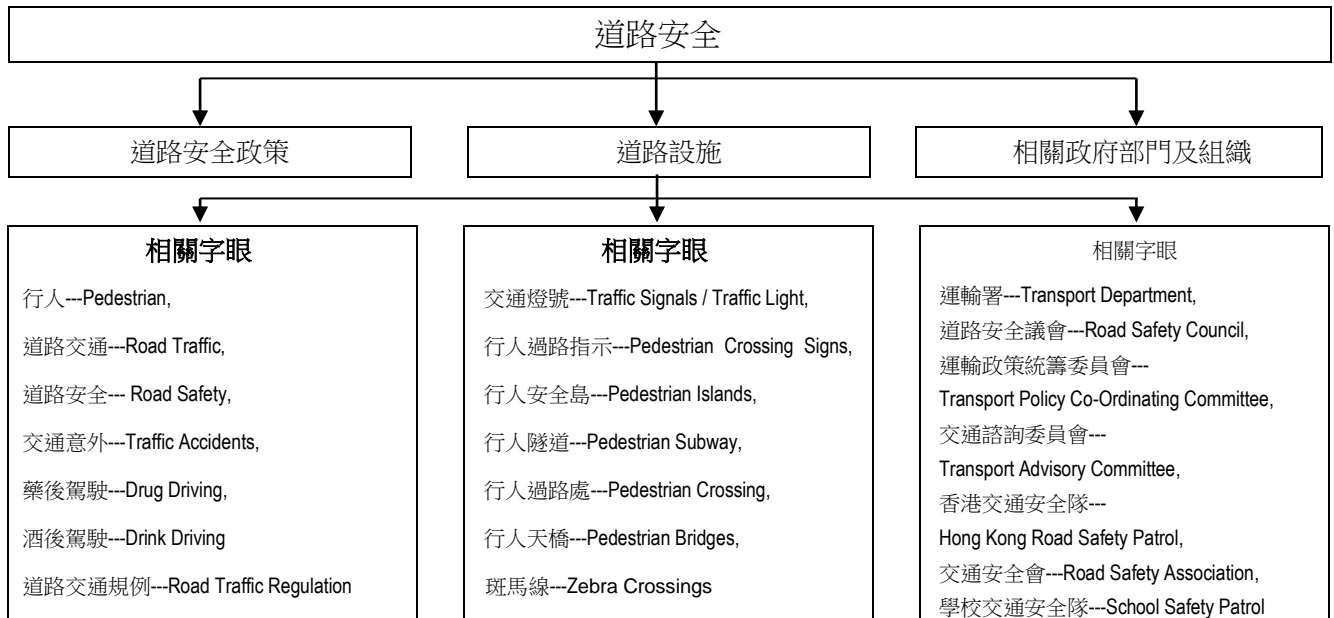 道路安全
道路安全政策
道路設施
相關政府部門及組織
相關字眼
行人---Pedestrian,
道路交通---Road Traffic,
道路安全--- Road Safety,
交通意外---Traffic Accidents,
藥後駕駛---Drug Driving,
酒後駕駛---Drink Driving
道路交通規例---Road Traffic Regulation
相關字眼
交通燈號---Traffic Signals / Traffic Light,
行人過路指示---Pedestrian Crossing Signs,
行人安全島---Pedestrian Islands,
行人隧道---Pedestrian Subway,
行人過路處---Pedestrian Crossing,
行人天橋---Pedestrian Bridges,
斑馬線---Zebra Crossings
相關字眼
運輸署---Transport Department,
道路安全議會---Road Safety Council,
運輸政策統籌委員會---
Transport Policy Co-Ordinating Committee,
交通諮詢委員會---
Transport Advisory Committee,
香港交通安全隊---
Hong Kong Road Safety Patrol,
交通安全會---Road Safety Association,
學校交通安全隊---School Safety Patrol